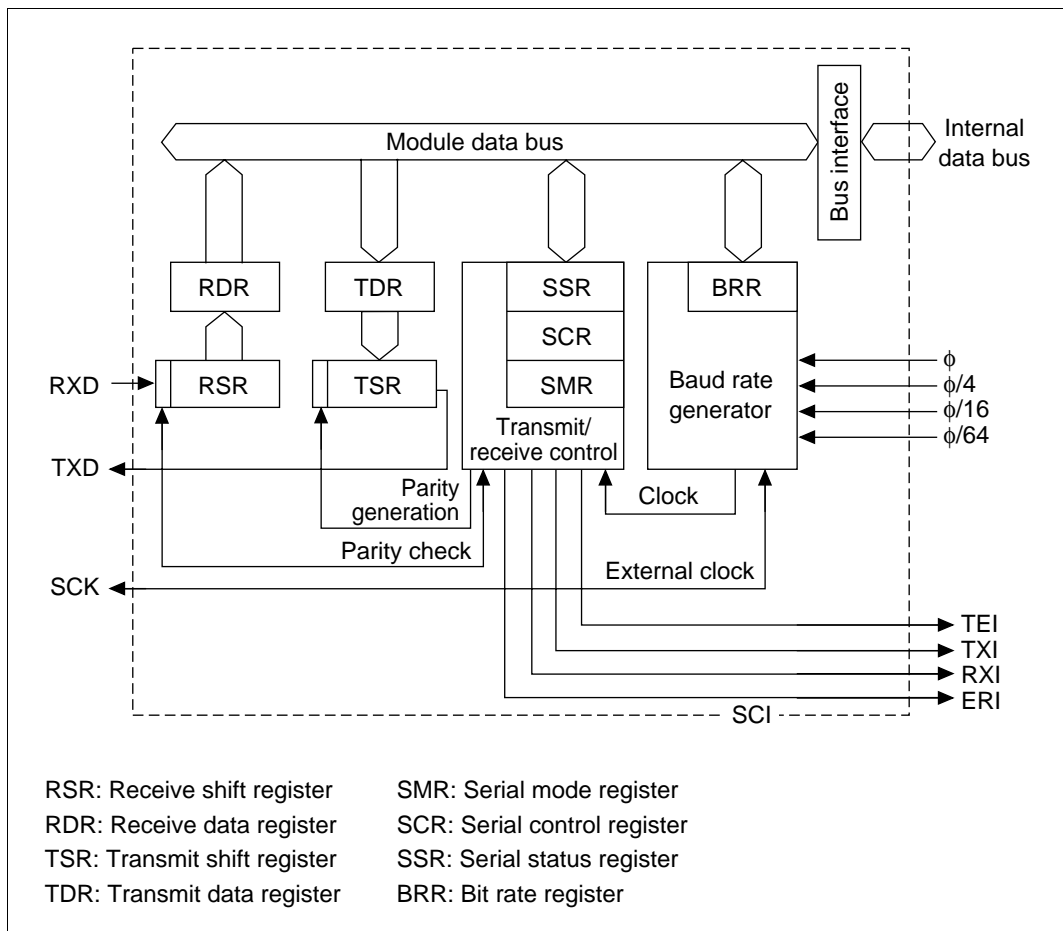 Module data bus
Bus interface
Internal
data bus
RDR
TDR
SSR
BRR
SCR
RXD
RSR
TSR
SMR
Baud rate
generator
ϕ
ϕ/4
ϕ/16
ϕ/64
Transmit/
receive control
TXD
Parity
generation
Clock
Parity check
SCK
External clock
TEI
TXI
RXI
ERI
SCI
RSR: Receive shift register
RDR: Receive data register
TSR: Transmit shift register
TDR: Transmit data register
SMR: Serial mode register
SCR: Serial control register
SSR: Serial status register
BRR: Bit rate register